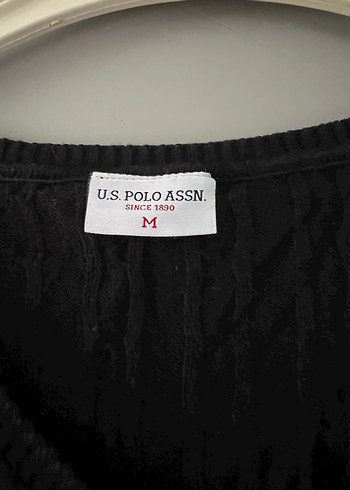 U.S. POLO ASSN.
SINCE 1890
M